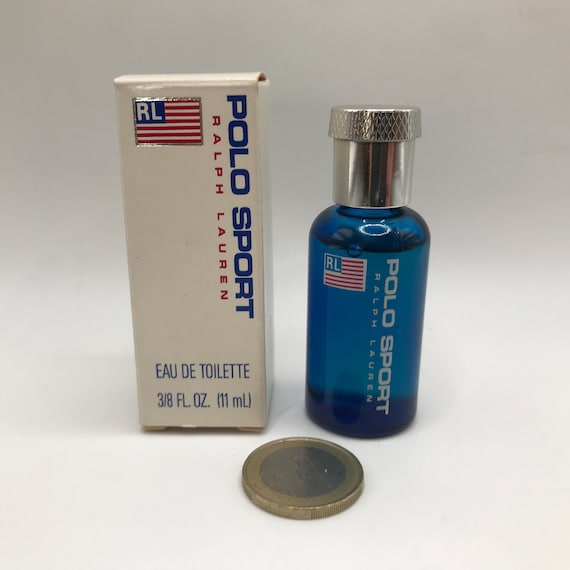 RL
POLO SPORT
RALPH LAUREN
EAU DE TOILETTE
3/8 FL. OZ. (11 mL)
RL
POLO SPORT
RALPH LAUREN